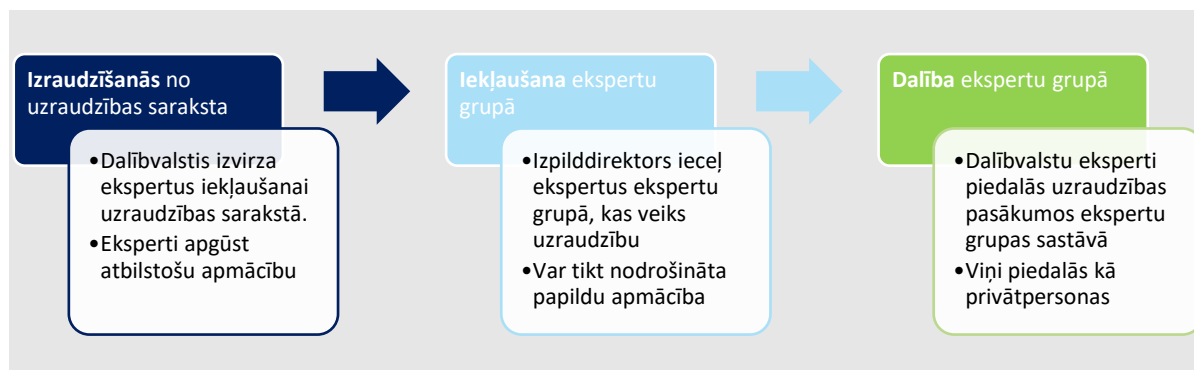 Izraudzīšanās no
uzraudzības saraksta
•Dalībvalstis izvirza
ekspertus iekļaušanai
uzraudzības sarakstā.
•Eksperti apgūst
atbilstošu apmācību
Iekļaušana ekspertu
grupā
•Izpilddirektors ieceļ
ekspertus ekspertu
grupā, kas veiks
uzraudzību
•Var tikt nodrošināta
papildu apmācība
Dalība ekspertu grupā
•Dalībvalstu eksperti
piedalās uzraudzības
pasākumos ekspertu
grupas sastāvā
•Viņi piedalās kā
privātpersonas